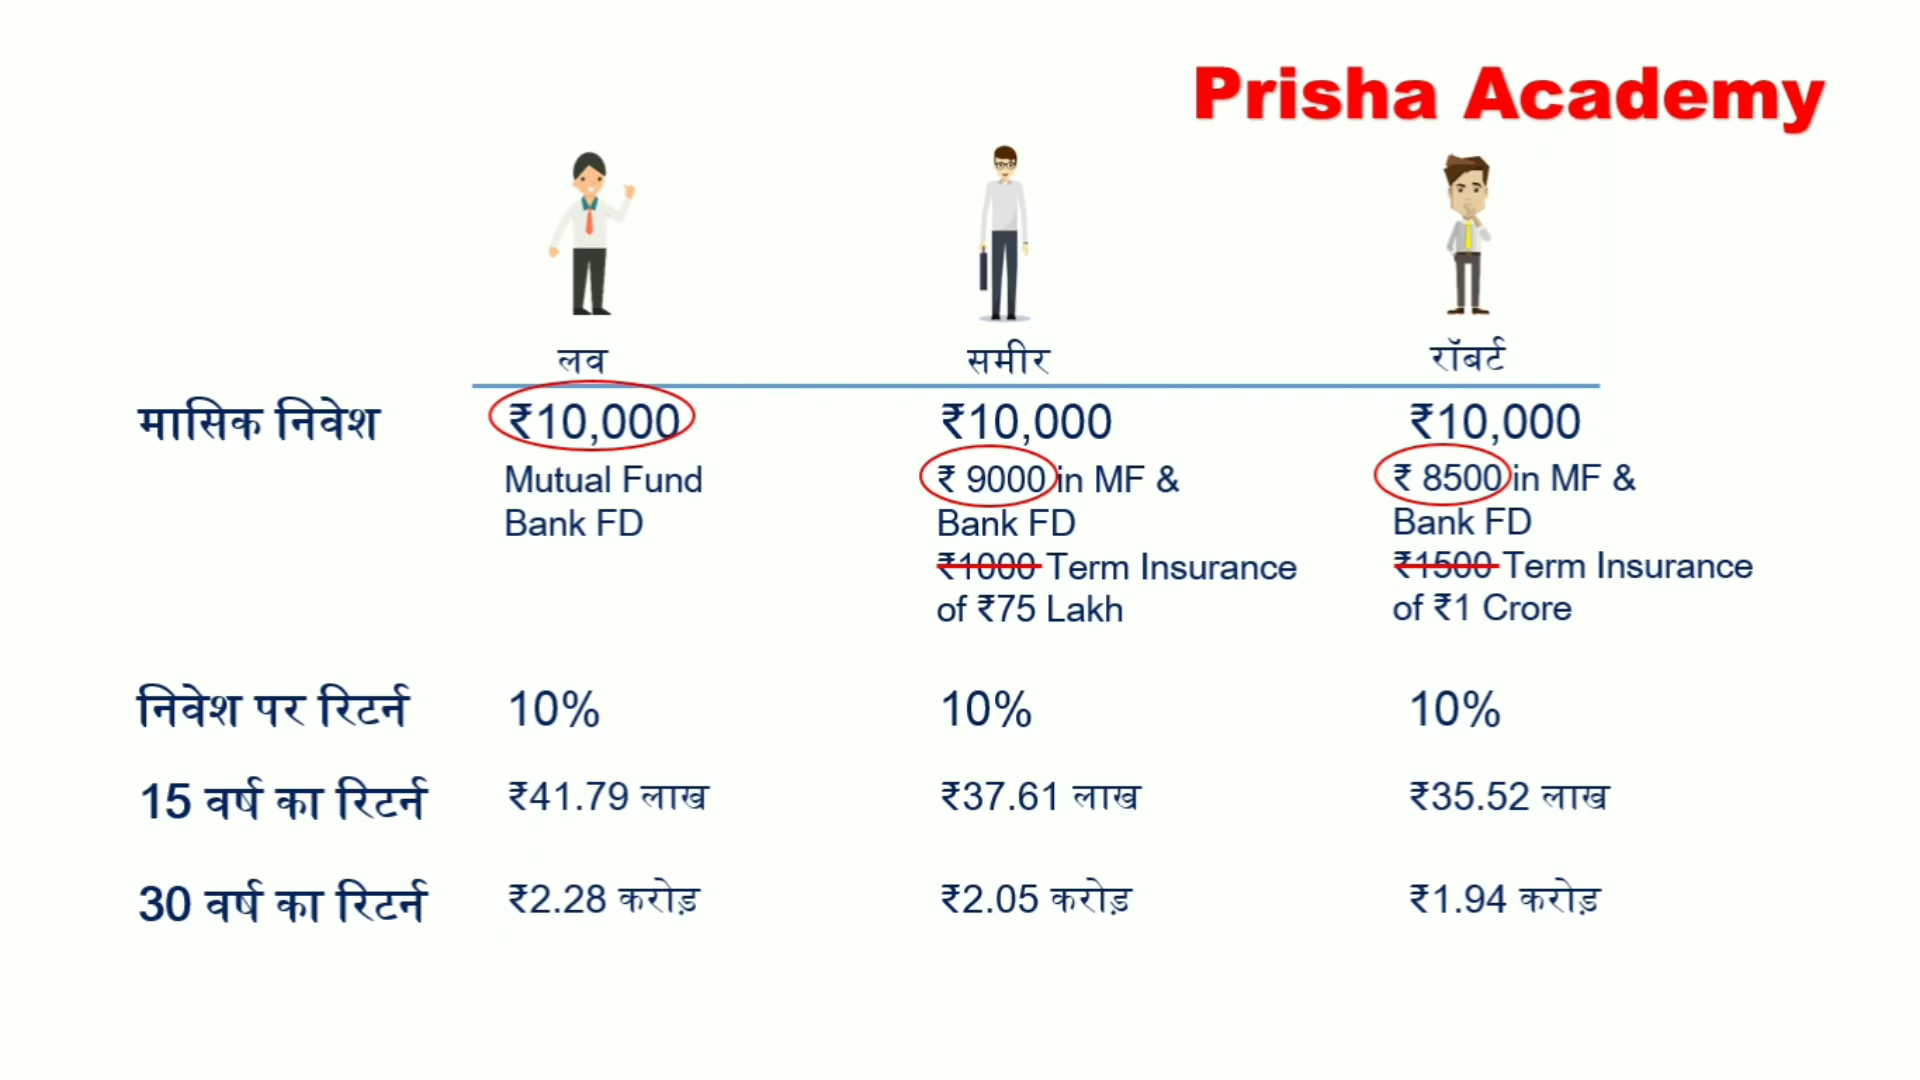 Prisha Academy
लव समीर रॉबर्ट
मासिक निवेश ₹10,000 ₹10,000 ₹10,000
Mutual Fund ₹ 9000 in MF & ₹ 8500 in MF &
Bank FD Bank FD Bank FD
₹1000 Term Insurance ₹1500 Term Insurance
of ₹75 Lakh of ₹1 Crore
निवेश पर रिटर्न 10% 10% 10%
15 वर्ष का रिटर्न ₹41.79 लाख ₹37.61 लाख ₹35.52 लाख
30 वर्ष का रिटर्न ₹2.28 करोड़ ₹2.05 करोड़ ₹1.94 करोड़